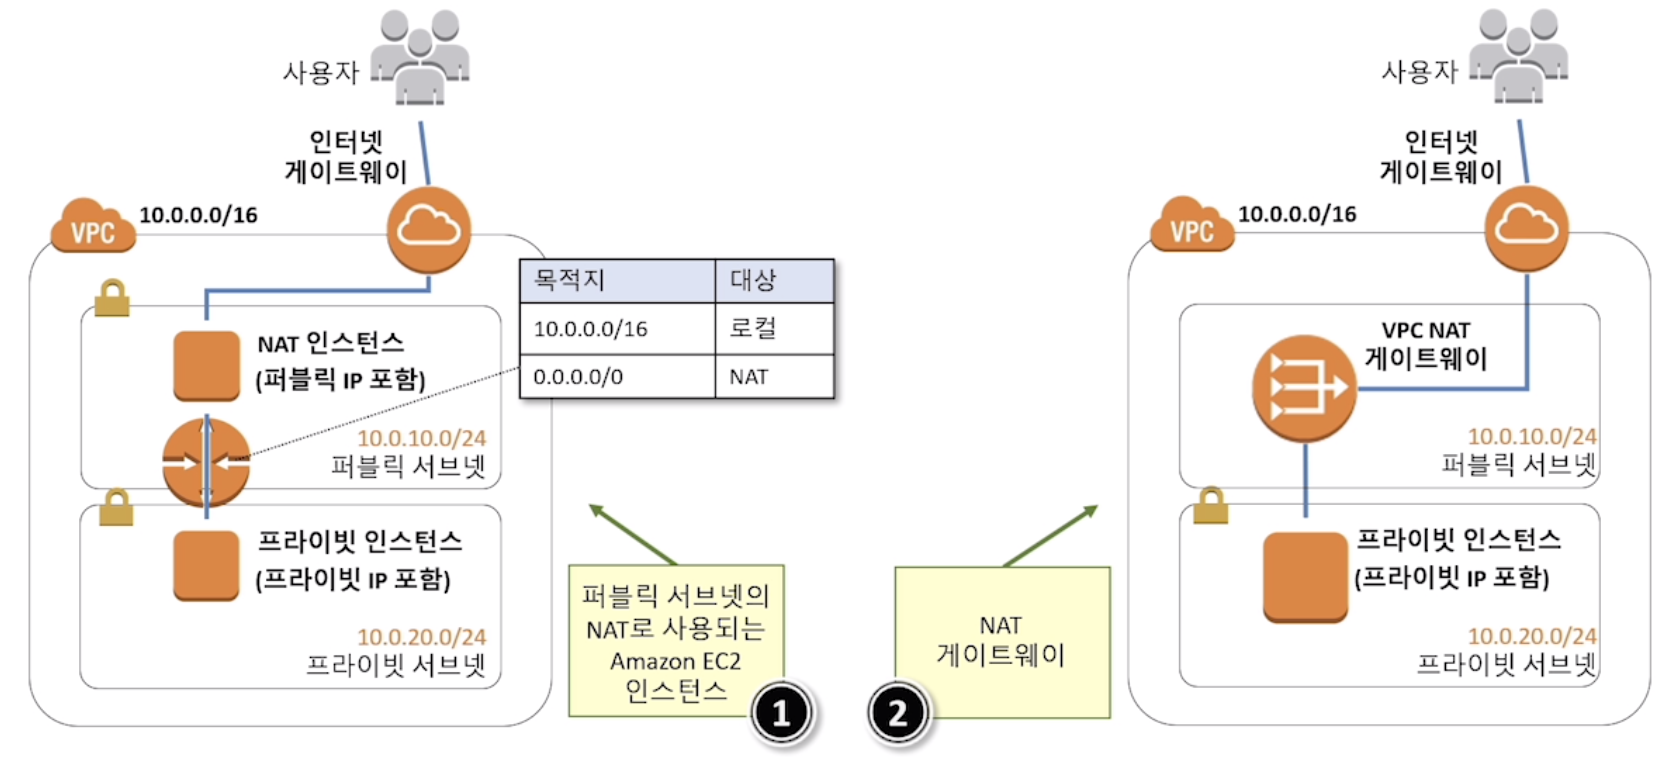 사용자
인터넷
게이트웨이
VPC
10.0.0.0/16
목적지 대상
10.0.0.0/16 로컬
0.0.0.0/0 NAT
NAT 인스턴스
(퍼블릭 IP 포함)
10.0.10.0/24
퍼블릭 서브넷
프라이빗 인스턴스
(프라이빗 IP 포함)
10.0.20.0/24
프라이빗 서브넷
퍼블릭 서브넷의
NAT로 사용되는
Amazon EC2
인스턴스
1
NAT
게이트웨이
2
사용자
인터넷
게이트웨이
VPC
10.0.0.0/16
VPC NAT
게이트웨이
10.0.10.0/24
퍼블릭 서브넷
프라이빗 인스턴스
(프라이빗 IP 포함)
10.0.20.0/24
프라이빗 서브넷